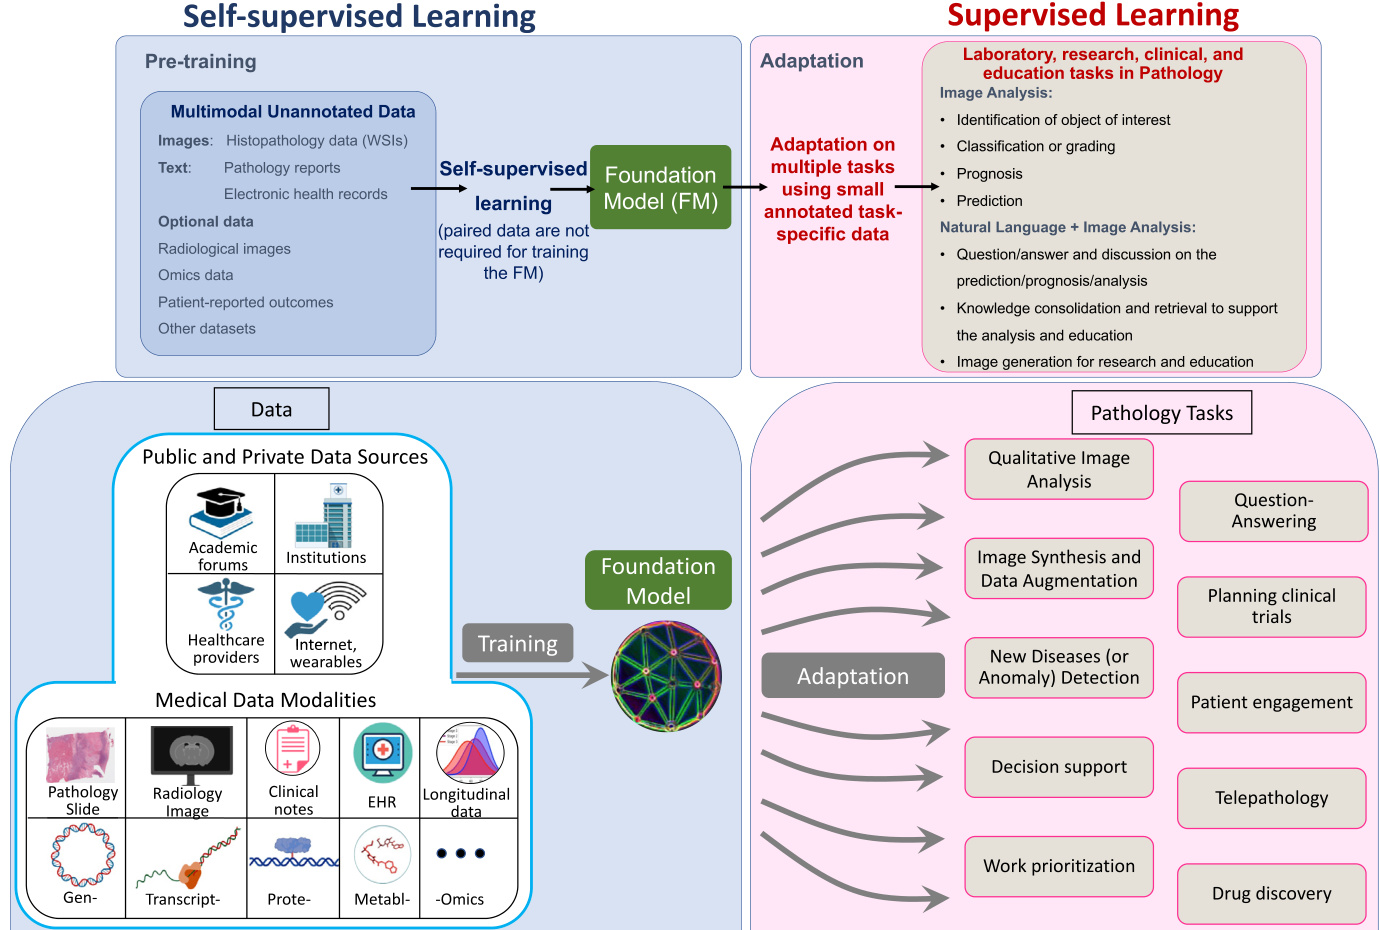 Self-supervised Learning
Supervised Learning
Pre-training
Multimodal Unannotated Data
Images: Histopathology data (WSIs)
Text: Pathology reports
Electronic health records
Optional data
Radiological images
Omics data
Patient-reported outcomes
Other datasets
Self-supervised
learning
(paired data are not
required for training
the FM)
Foundation
Model (FM)
Adaptation
Adaptation on
multiple tasks
using small
annotated task-
specific data
Laboratory, research, clinical, and
education tasks in Pathology
Image Analysis:
• Identification of object of interest
• Classification or grading
• Prognosis
• Prediction
Natural Language + Image Analysis:
• Question/answer and discussion on the
prediction/prognosis/analysis
• Knowledge consolidation and retrieval to support
the analysis and education
• Image generation for research and education
Data
Public and Private Data Sources
Academic
forums
Institutions
Healthcare
providers
Internet,
wearables
Medical Data Modalities
Pathology
Slide
Radiology
Image
Clinical
notes
EHR
Longitudinal
data
Gen-
Transcript-
Prote-
Metabl-
-Omics
Training
Foundation
Model
Adaptation
Pathology Tasks
Qualitative Image
Analysis
Question-
Answering
Image Synthesis and
Data Augmentation
Planning clinical
trials
New Diseases (or
Anomaly) Detection
Patient engagement
Decision support
Telepathology
Work prioritization
Drug discovery